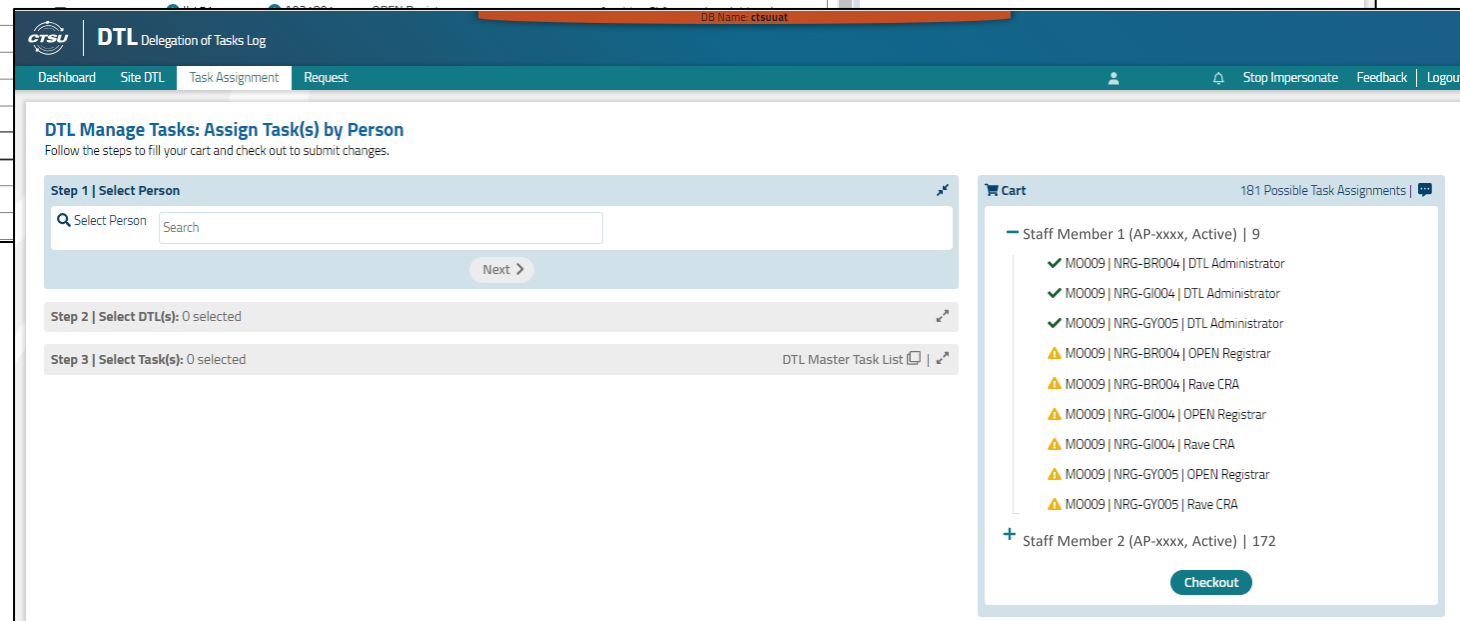 DB Name: ctsuuat
CTSU
DTL Delegation of Tasks Log
Dashboard Site DTL Task Assignment Request
Stop Impersonate Feedback | Logout
DTL Manage Tasks: Assign Task(s) by Person
Follow the steps to fill your cart and check out to submit changes.
Step 1 | Select Person
Select Person Search
Next
Step 2 | Select DTL(s): 0 selected
Step 3 | Select Task(s): 0 selected DTL Master Task List |
Cart 181 Possible Task Assignments |
Staff Member 1 (AP-xxxx, Active) | 9
MO009 | NRG-BR004 | DTL Administrator
MO009 | NRG-GI004 | DTL Administrator
MO009 | NRG-GY005 | DTL Administrator
MO009 | NRG-BR004 | OPEN Registrar
MO009 | NRG-BR004 | Rave CRA
MO009 | NRG-GI004 | OPEN Registrar
MO009 | NRG-GI004 | Rave CRA
MO009 | NRG-GY005 | OPEN Registrar
MO009 | NRG-GY005 | Rave CRA
Staff Member 2 (AP-xxxx, Active) | 172
Checkout